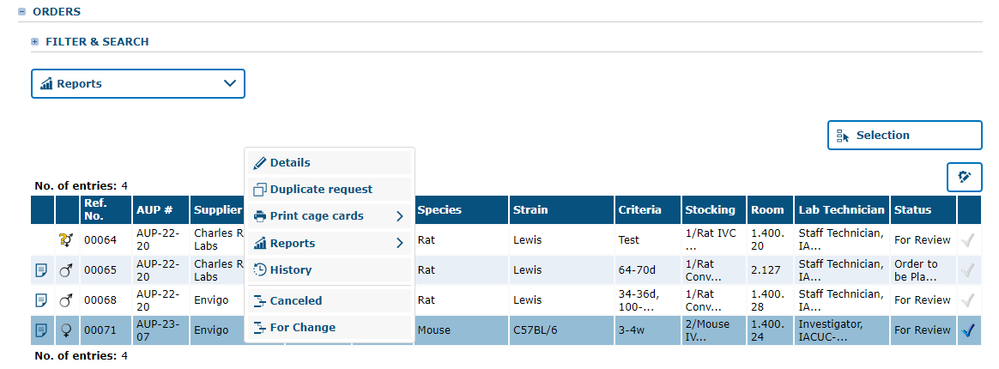 ORDERS
FILTER & SEARCH
Reports
Selection
Details
Duplicate request
Print cage cards
Reports
History
Canceled
For Change
No. of entries: 4
Ref. No. AUP # Supplier Species Strain Criteria Stocking Room Lab Technician Status
00064 AUP-22-20 Charles R Labs Rat Lewis Test 1/Rat IVC ... 1.400.20 Staff Technician, IA... For Review
00065 AUP-22-20 Charles R Labs Rat Lewis 64-70d 1/Rat Conv... 2.127 Staff Technician, IA... Order to be Pla...
00068 AUP-22-20 Envigo Rat Lewis 34-36d, 100-... 1/Rat Conv... 1.400.28 Staff Technician, IA... For Review
00071 AUP-23-07 Envigo Mouse C57BL/6 3-4w 2/Mouse IV... 1.400.24 Investigator, IACUC-... For Review
No. of entries: 4